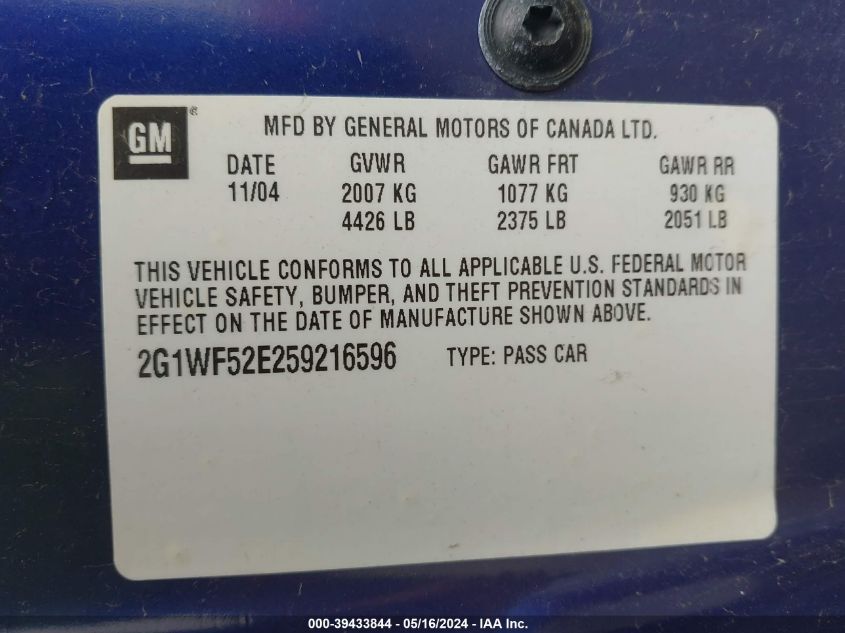 GM ®
MFD BY GENERAL MOTORS OF CANADA LTD.
DATE GVWR GAWR FRT GAWR RR
11/04 2007 KG 1077 KG 930 KG
4426 LB 2375 LB 2051 LB
THIS VEHICLE CONFORMS TO ALL APPLICABLE U.S. FEDERAL MOTOR
VEHICLE SAFETY, BUMPER, AND THEFT PREVENTION STANDARDS IN
EFFECT ON THE DATE OF MANUFACTURE SHOWN ABOVE.
2G1WF52E259216596 TYPE: PASS CAR
000-39433844 - 05/16/2024 - IAA Inc.